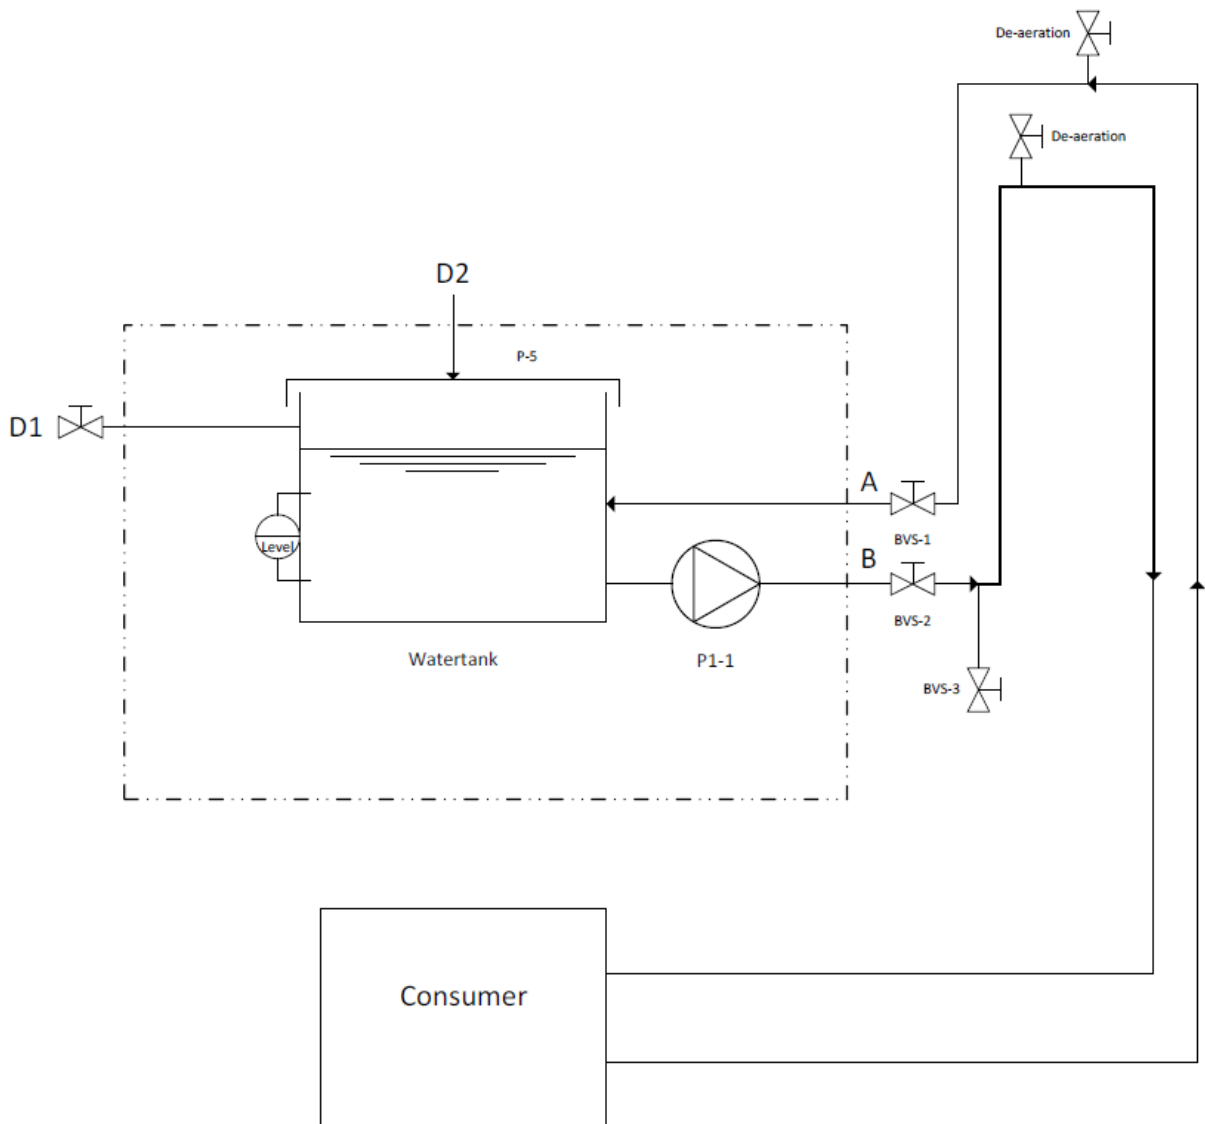 De-aeration
De-aeration
D2
P-5
D1
A
BVS-1
Level
B
BVS-2
Watertank
P1-1
BVS-3
Consumer